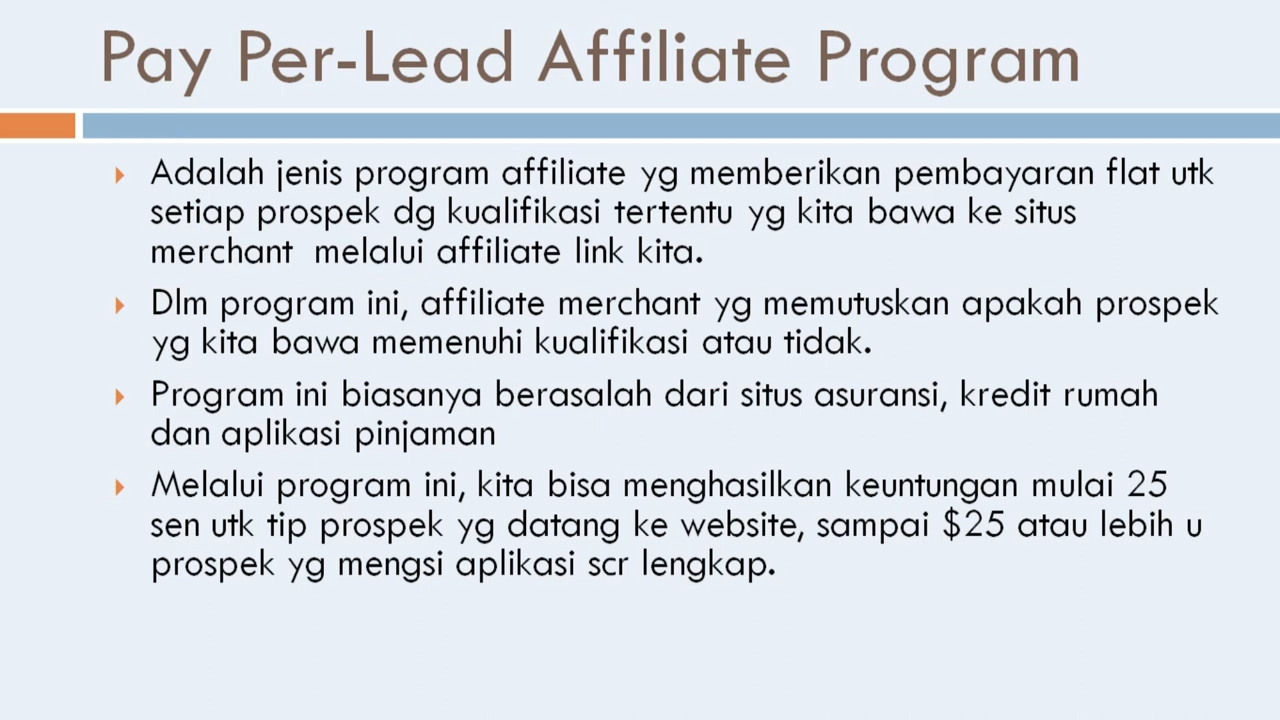 Pay Per-Lead Affiliate Program
Adalah jenis program affiliate yg memberikan pembayaran flat utk
setiap prospek dg kualifikasi tertentu yg kita bawa ke situs
merchant melalui affiliate link kita.
Dlm program ini, affiliate merchant yg memutuskan apakah prospek
yg kita bawa memenuhi kualifikasi atau tidak.
Program ini biasanya berasalah dari situs asuransi, kredit rumah
dan aplikasi pinjaman
Melalui program ini, kita bisa menghasilkan keuntungan mulai 25
sen utk tip prospek yg datang ke website, sampai $25 atau lebih u
prospek yg mengsi aplikasi scr lengkap.